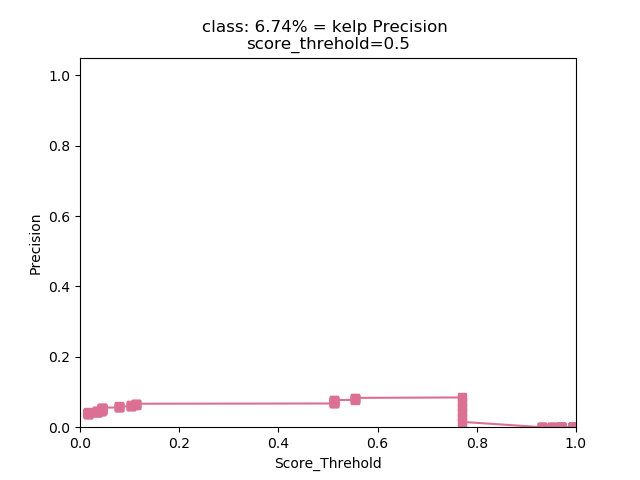 class: 6.74% = kelp Precision
score_threhold=0.5
Precision
1.0
0.8
0.6
0.4
0.2
0.0
0.0 0.2 0.4 0.6 0.8 1.0
Score_Threhold